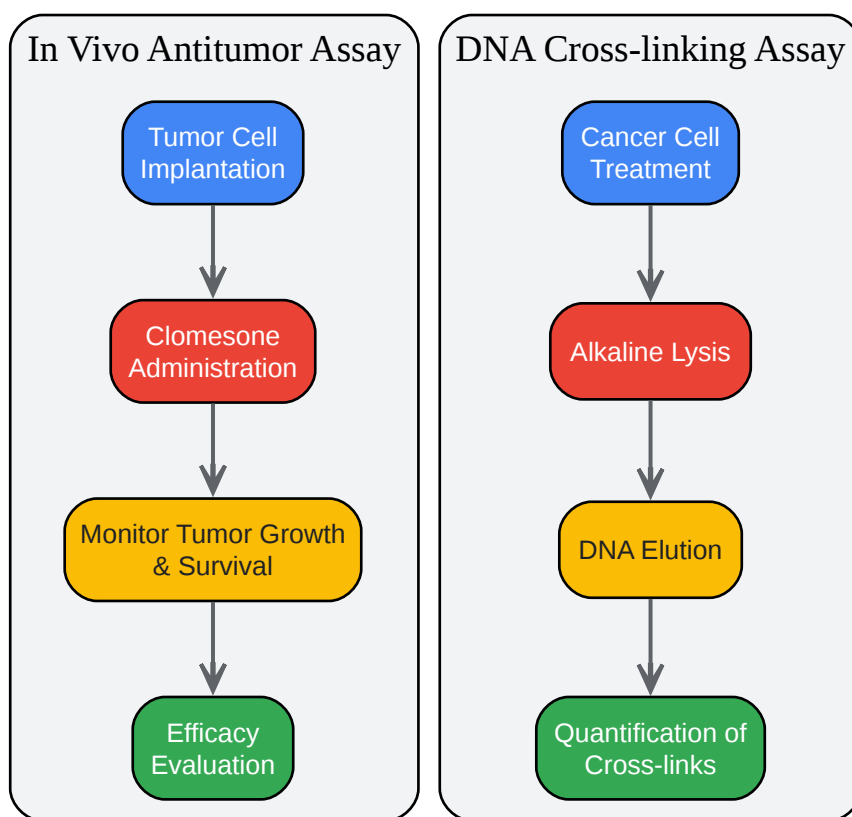 In Vivo Antitumor Assay
Tumor Cell
Implantation
Clomesone
Administration
Monitor Tumor Growth
& Survival
Efficacy
Evaluation
DNA Cross-linking Assay
Cancer Cell
Treatment
Alkaline Lysis
DNA Elution
Quantification of
Cross-links